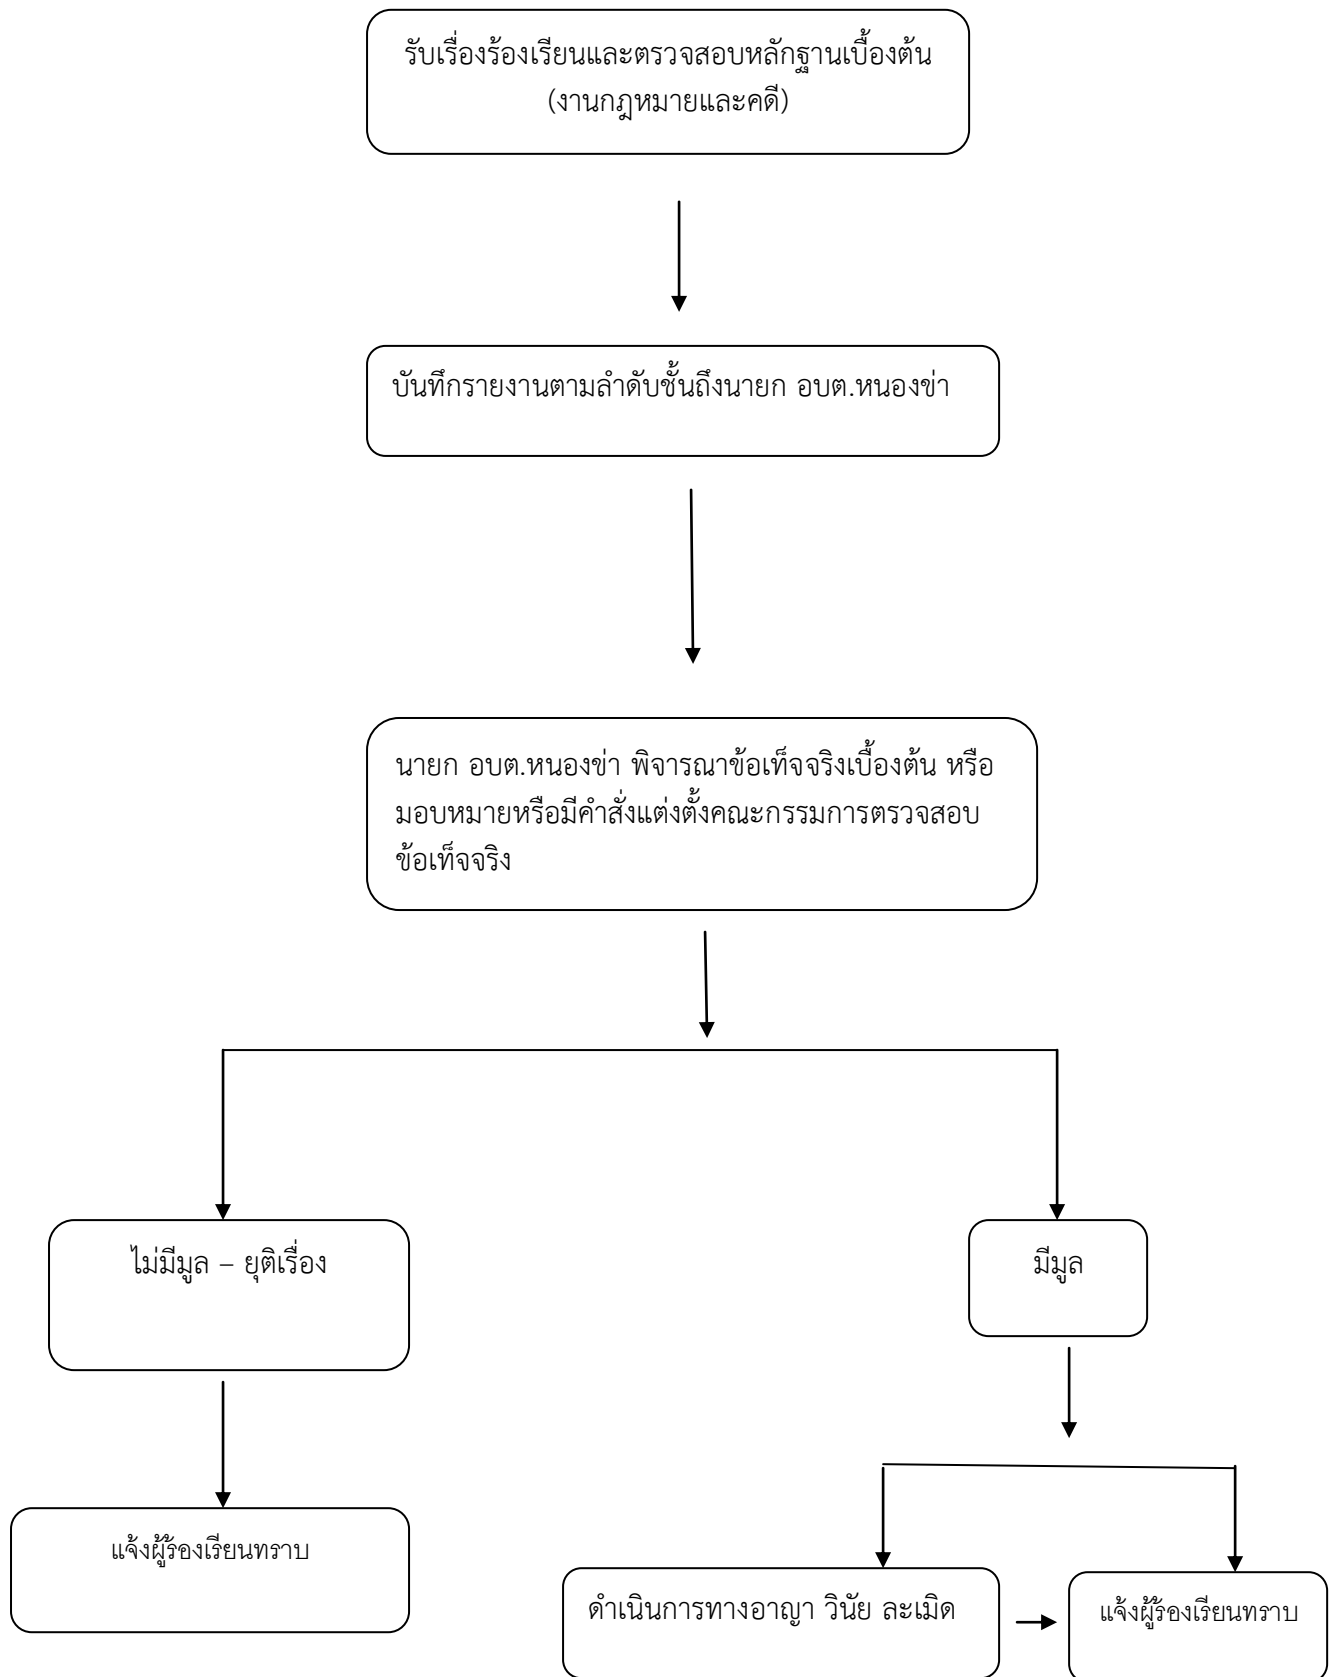 รับเรื่องร้องเรียนและตรวจสอบหลักฐานเบื้องต้น
(งานกฎหมายและคดี)
บันทึกรายงานตามลำดับชั้นถึงนายก อบต.หนองข่า
นายก อบต.หนองข่า พิจารณาข้อเท็จจริงเบื้องต้น หรือ
มอบหมายหรือมีคำสั่งแต่งตั้งคณะกรรมการตรวจสอบ
ข้อเท็จจริง
ไม่มีมูล – ยุติเรื่อง
มีมูล
แจ้งผู้ร้องเรียนทราบ
ดำเนินการทางอาญา วินัย ละเมิด
แจ้งผู้ร้องเรียนทราบ